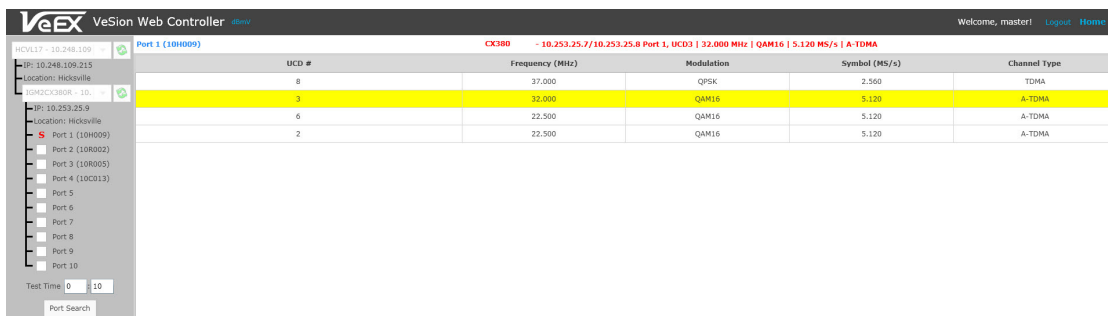 VeEX VeSion Web Controller dBmV Welcome, master! Logout Home
HCVL17 - 10.248.109
IP: 10.248.109.215
Location: Hicksville
3GM2CX380R - 10.
IP: 10.253.25.9
Location: Hicksville
S Port 1 (10H009)
Port 2 (10R002)
Port 3 (10R005)
Port 4 (10C013)
Port 5
Port 6
Port 7
Port 8
Port 9
Port 10
Test Time 0 : 10
Port Search
Port 1 (10H009) CX380 - 10.253.25.7/10.253.25.8 Port 1, UCD3 | 32.000 MHz | QAM16 | 5.120 MS/s | A-TDMA
UCD # Frequency (MHz) Modulation Symbol (MS/s) Channel Type
8 37.000 QPSK 2.560 TDMA
3 32.000 QAM16 5.120 A-TDMA
6 22.500 QAM16 5.120 A-TDMA
2 22.500 QAM16 5.120 A-TDMA